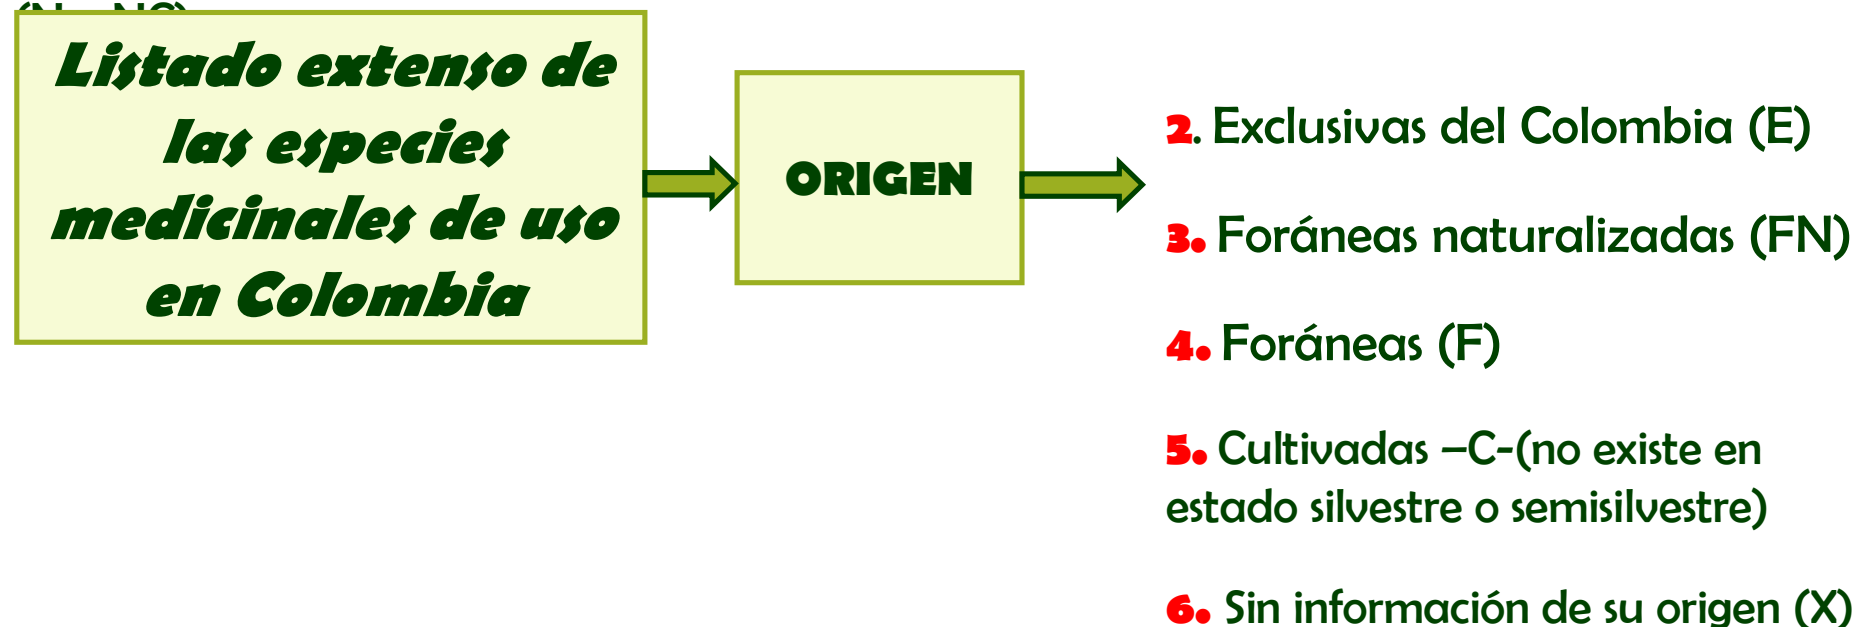 Listado extenso de
las especies
medicinales de uso
en Colombia
ORIGEN
2. Exclusivas del Colombia (E)
3. Foráneas naturalizadas (FN)
4. Foráneas (F)
5. Cultivadas –C-(no existe en
estado silvestre o semisilvestre)
6. Sin información de su origen (X)